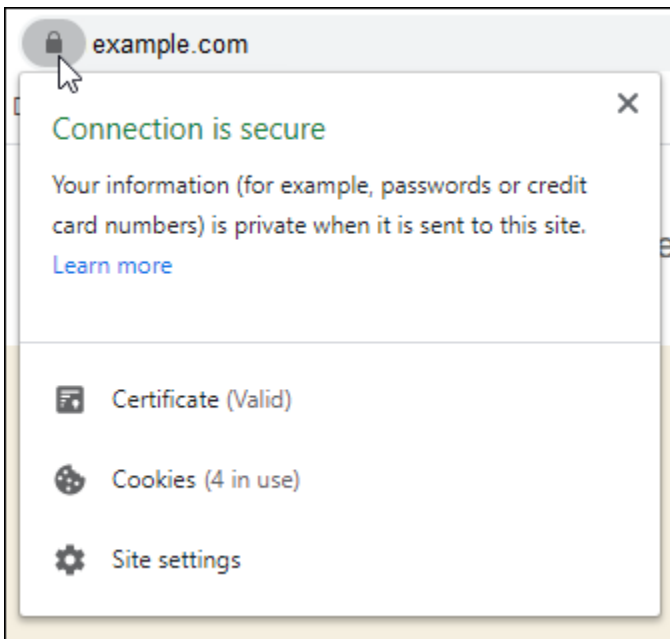 example.com
Connection is secure
Your information (for example, passwords or credit
card numbers) is private when it is sent to this site.
Learn more
Certificate (Valid)
Cookies (4 in use)
Site settings